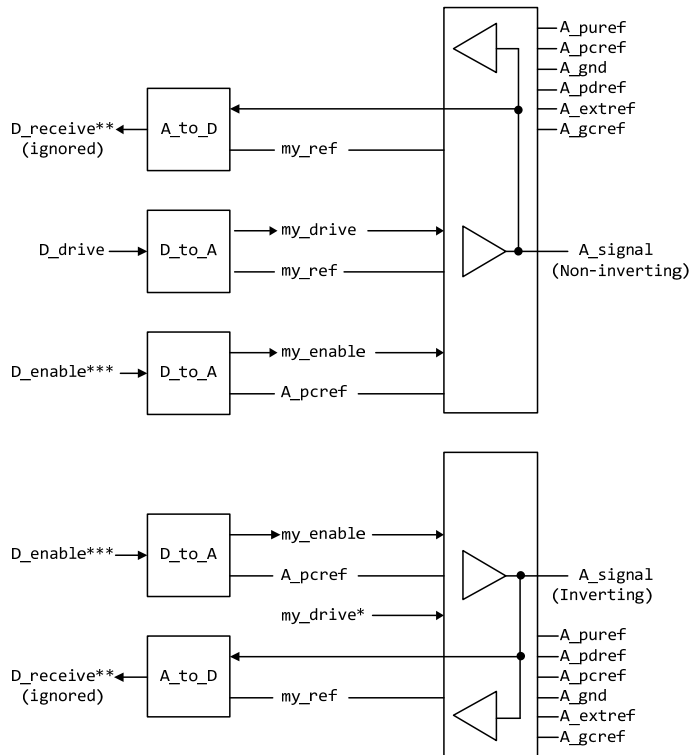 A_puref
A_pcref
A_gnd
A_pdref
A_extref
A_gcref
D_receive**
(ignored)
A_to_D
my_ref
D_drive
D_to_A
my_drive
my_ref
A_signal
(Non-inverting)
D_enable***
D_to_A
my_enable
A_pcref
D_enable***
D_to_A
my_enable
A_pcref
my_drive*
A_signal
(Inverting)
D_receive**
(ignored)
A_to_D
my_ref
A_puref
A_pdref
A_pcref
A_gnd
A_extref
A_gcref